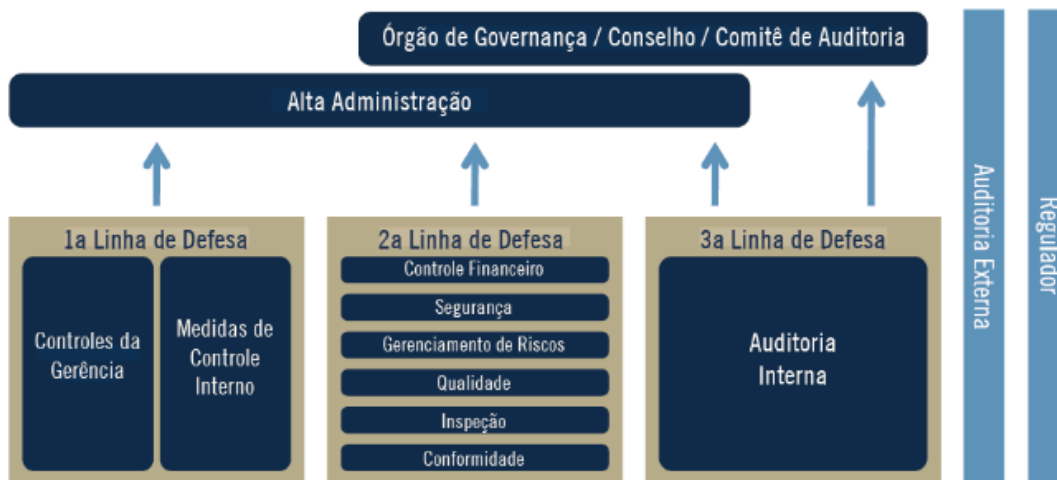 Órgão de Governança / Conselho / Comitê de Auditoria
Alta Administração
1a Linha de Defesa
Controles da
Gerência
Medidas de
Controle
Interno
2a Linha de Defesa
Controle Financeiro
Segurança
Gerenciamento de Riscos
Qualidade
Inspeção
Conformidade
3a Linha de Defesa
Auditoria
Interna
Auditoria Externa
Regulador